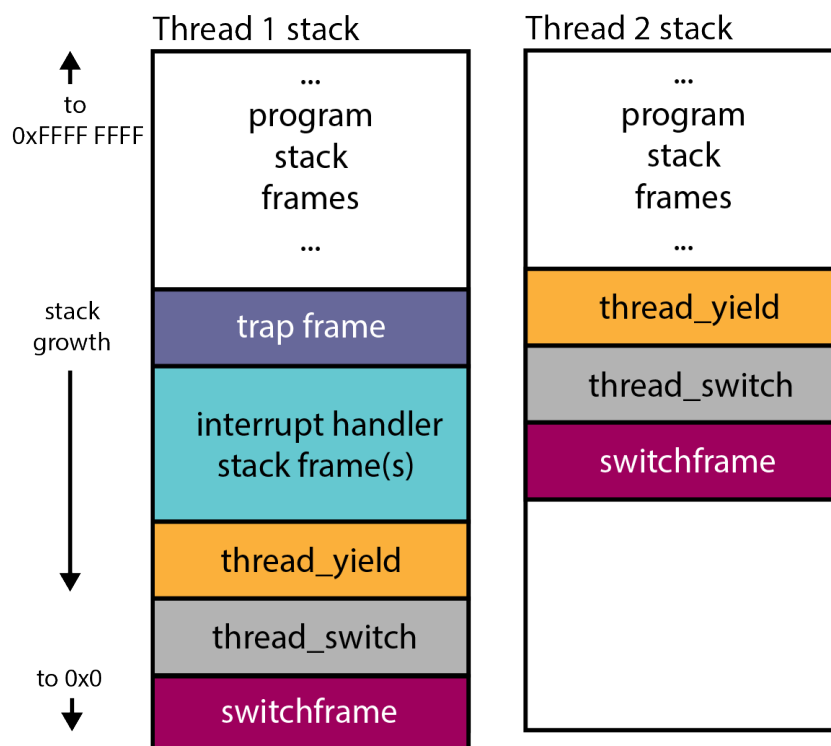 Thread 1 stack
to
0xFFFF FFFF
...
program
stack
frames
...
stack
growth
trap frame
interrupt handler
stack frame(s)
thread_yield
thread_switch
to 0x0
switchframe
Thread 2 stack
...
program
stack
frames
...
thread_yield
thread_switch
switchframe